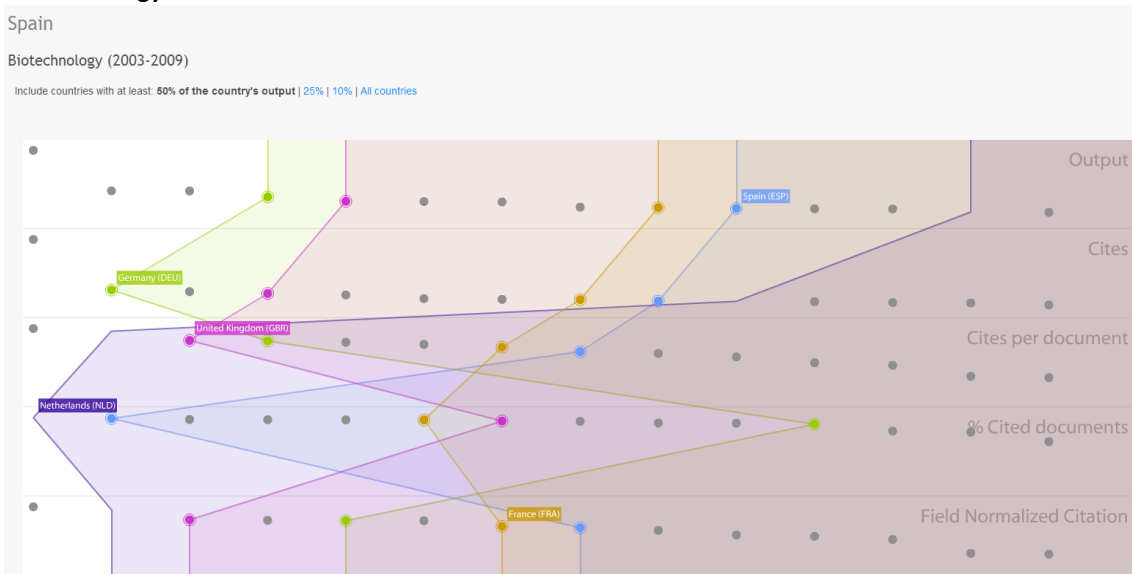 Spain
Biotechnology (2003-2009)
Include countries with at least: 50% of the country's output | 25% | 10% | All countries
Output
Spain (ESP)
Cites
Germany (DEU)
United Kingdom (GBR)
Cites per document
Netherlands (NLD)
% Cited documents
France (FRA)
Field Normalized Citation